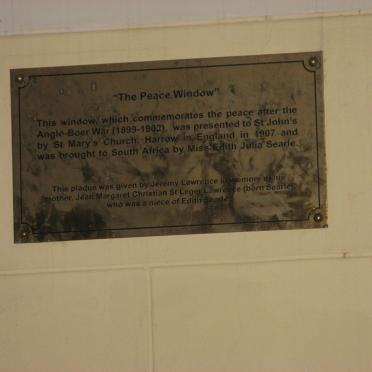 "The Peace Window"
This window, which commemorates the peace after the
Anglo-Boer War (1899-1902), was presented to St John's
by St Mary's Church, Harrow in England in 1907 and
was brought to South Africa by Miss Edith Julia Searle.
This plaque was given by Jeremy Lawrence in memory of his
mother, Jean Margaret Christian St Leger Lawrence (born Searle)
who was a niece of Edith Searle